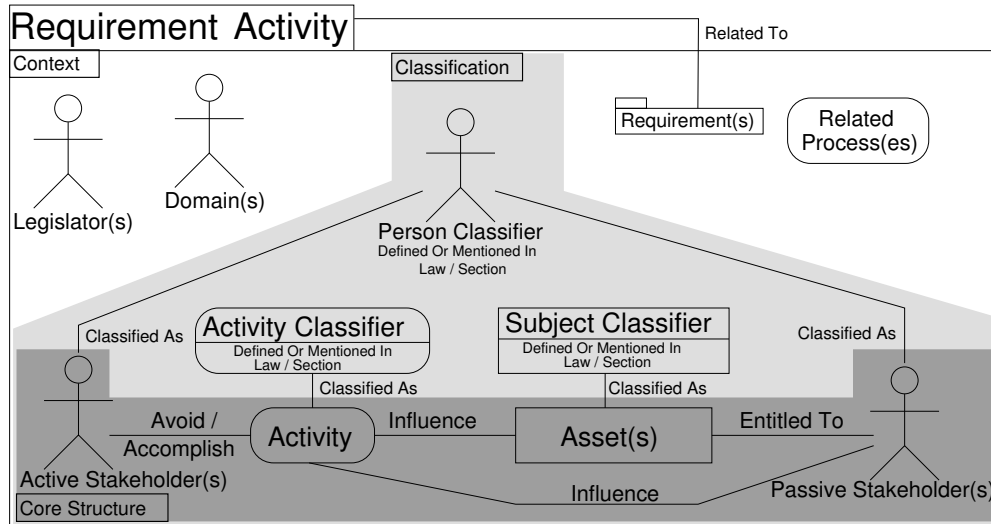 Requirement Activity
Related To
Context
Classification
Requirement(s)
Related
Process(es)
Legislator(s)
Domain(s)
Person Classifier
Defined Or Mentioned In
Law / Section
Classified As
Activity Classifier
Defined Or Mentioned In
Law / Section
Subject Classifier
Defined Or Mentioned In
Law / Section
Classified As
Classified As
Classified As
Avoid /
Accomplish
Activity
Influence
Asset(s)
Entitled To
Active Stakeholder(s)
Influence
Passive Stakeholder(s)
Core Structure